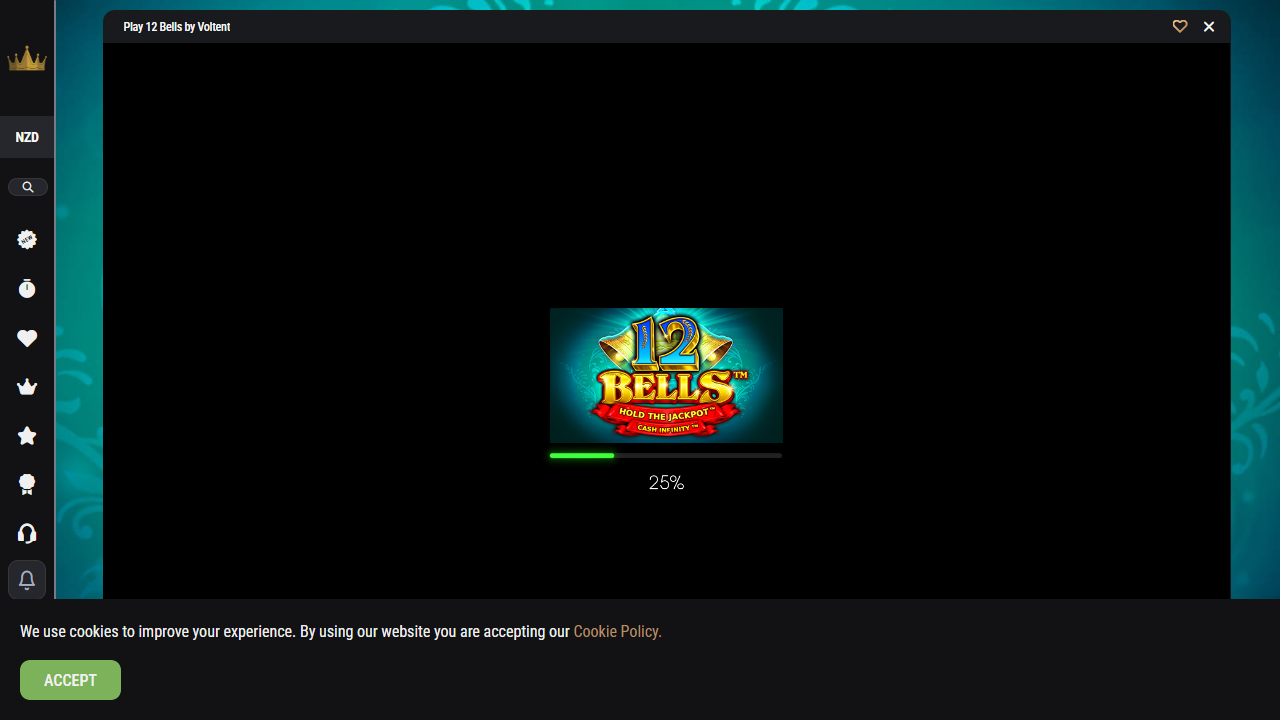 Play 12 Bells by Voltent
NZD
NEW
12
BELLS™
HOLD THE JACKPOT™
CASH INFINITY™
25%
We use cookies to improve your experience. By using our website you are accepting our Cookie Policy.
ACCEPT